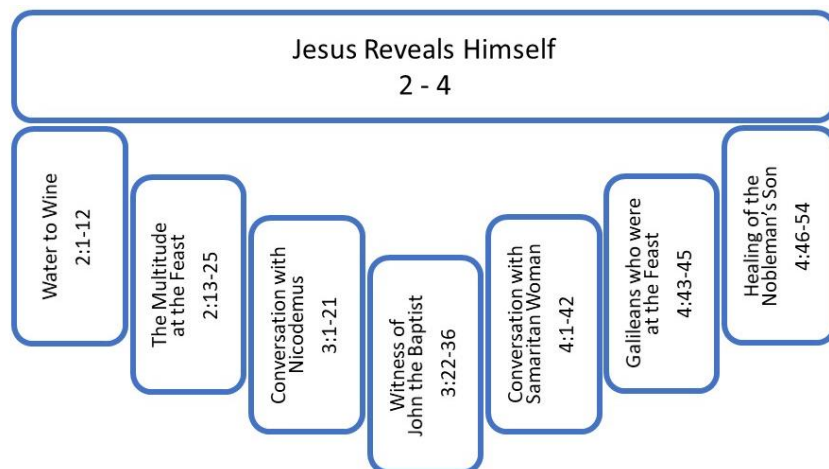 Jesus Reveals Himself
2 - 4
Water to Wine
2:1-12
The Multitude
at the Feast
2:13-25
Conversation with
Nicodemus
3:1-21
Witness of
John the Baptist
3:22-36
Conversation with
Samaritan Woman
4:1-42
Galileans who were
at the Feast
4:43-45
Healing of the
Nobleman's Son
4:46-54